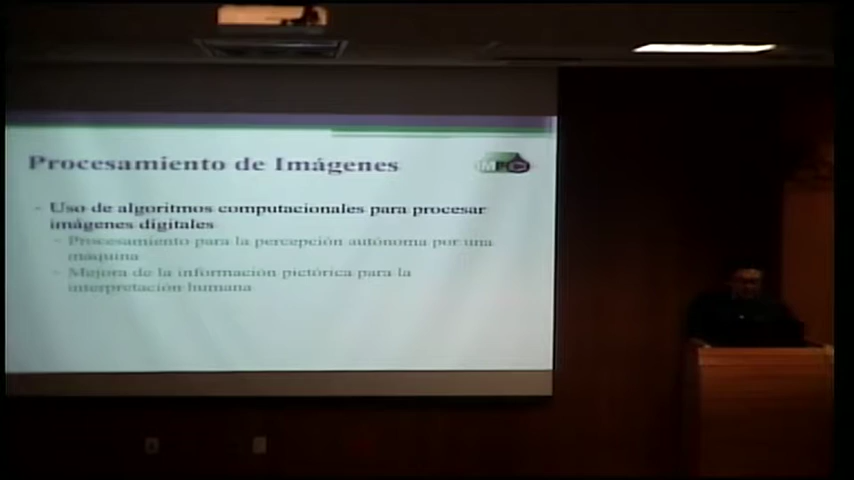 Procesamiento de Imágenes
- Uso de algoritmos computacionales para procesar
imágenes digitales
- Procesamiento para la percepción autónoma por una
máquina
- Mejora de la información pictórica para la
interpretación humana